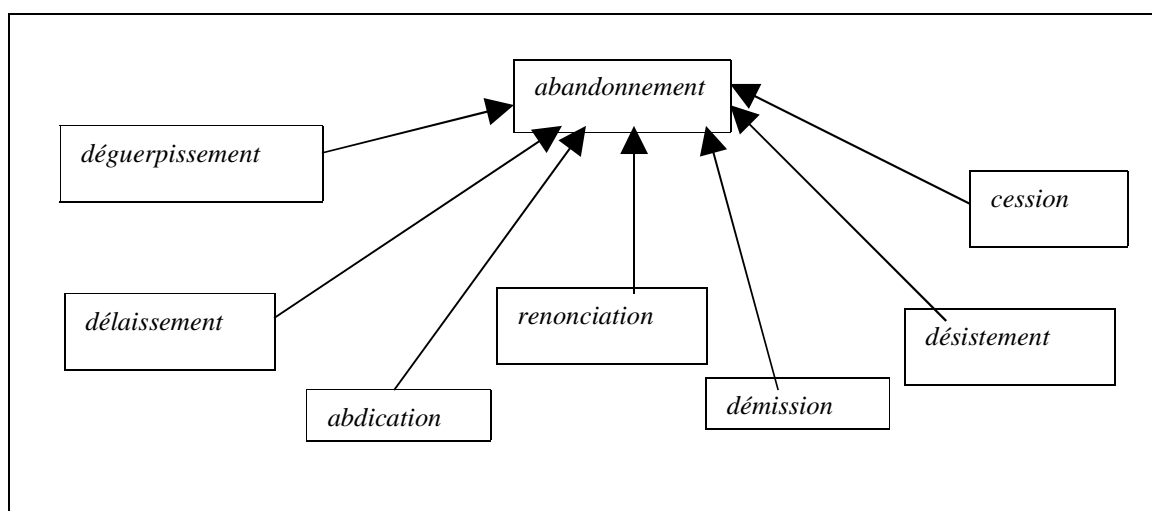 abandonnement
déguerpissement
cession
délaissement
renonciation
désistement
abdication
démission